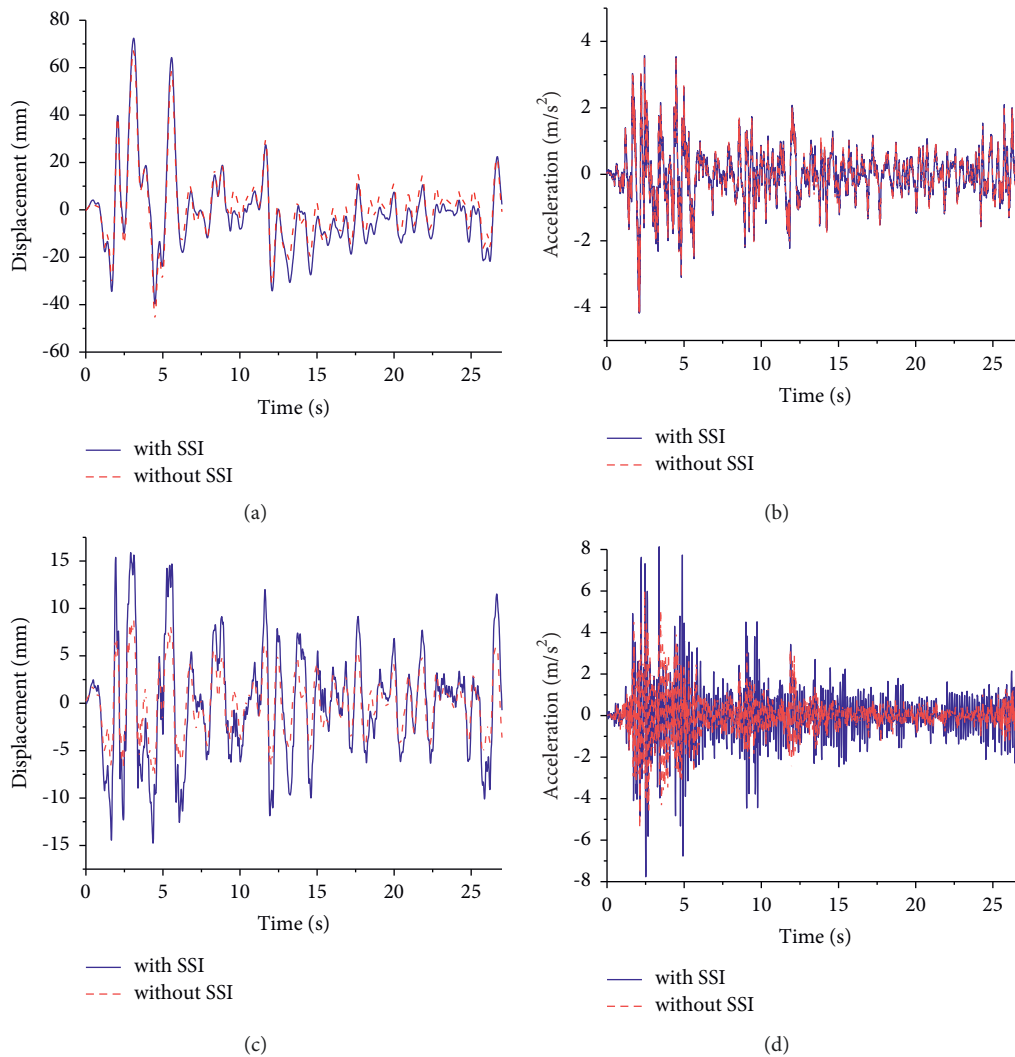 80
60
40
20
0
-20
-40
-60
Displacement (mm)
0 5 10 15 20 25
Time (s)
with SSI
without SSI
(a)
4
2
0
-2
-4
Acceleration (m/s²)
0 5 10 15 20 25
Time (s)
with SSI
without SSI
(b)
15
10
5
0
-5
-10
-15
Displacement (mm)
0 5 10 15 20 25
Time (s)
with SSI
without SSI
(c)
8
6
4
2
0
-2
-4
-6
-8
Acceleration (m/s²)
0 5 10 15 20 25
Time (s)
with SSI
without SSI
(d)